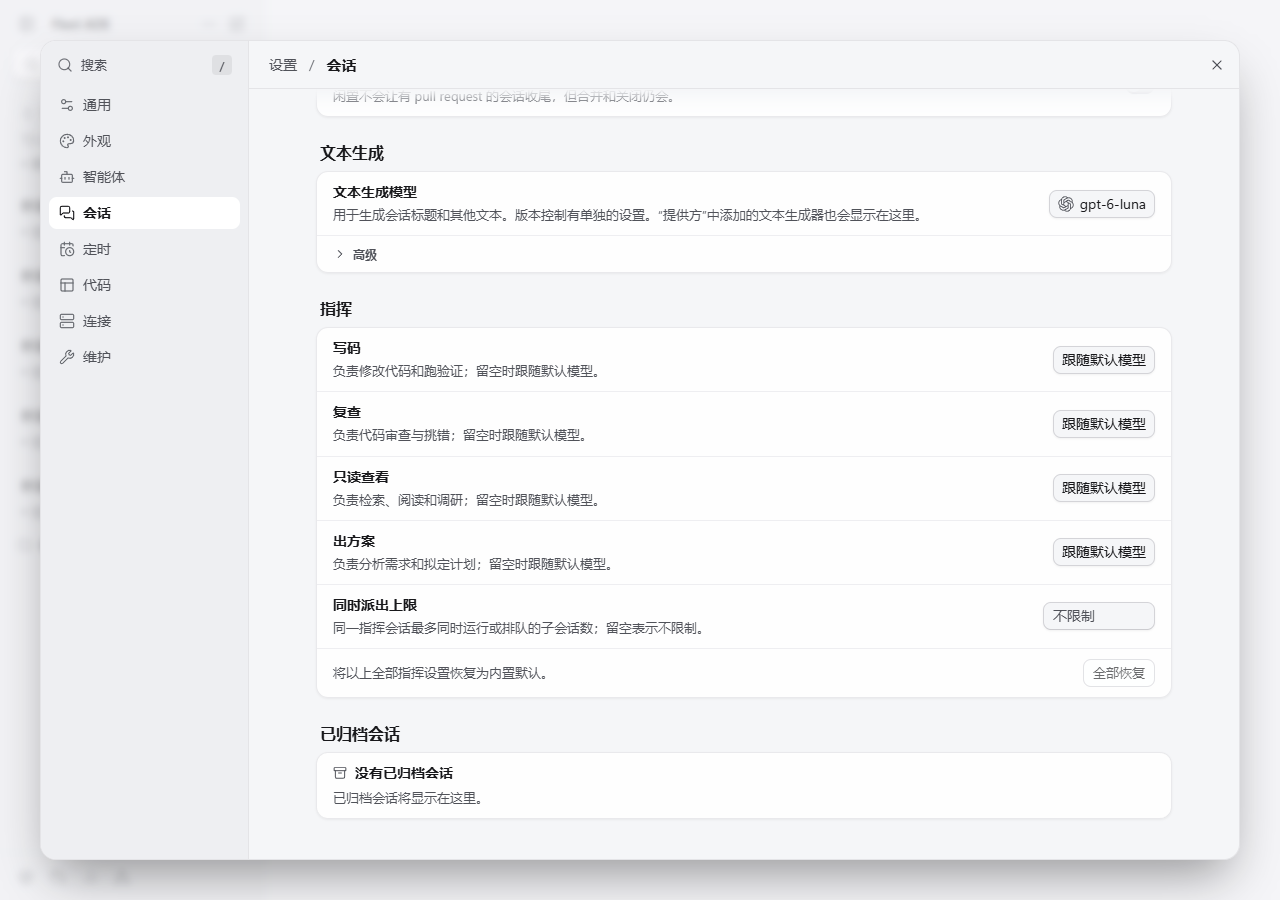 搜索
/
通用
外观
智能体
会话
定时
代码
连接
维护
设置 / 会话
闲置不会让有 pull request 的会话收尾，但合并和关闭仍会。
文本生成
文本生成模型
用于生成会话标题和其他文本。版本控制有单独的设置。“提供方”中添加的文本生成器也会显示在这里。
gpt-6-luna
高级
指挥
写码
负责修改代码和跑验证；留空时跟随默认模型。
跟随默认模型
复查
负责代码审查与挑错；留空时跟随默认模型。
跟随默认模型
只读查看
负责检索、阅读和调研；留空时跟随默认模型。
跟随默认模型
出方案
负责分析需求和拟定计划；留空时跟随默认模型。
跟随默认模型
同时派出上限
同一指挥会话最多同时运行或排队的子会话数；留空表示不限制。
不限制
将以上全部指挥设置恢复为内置默认。
全部恢复
已归档会话
没有已归档会话
已归档会话将显示在这里。